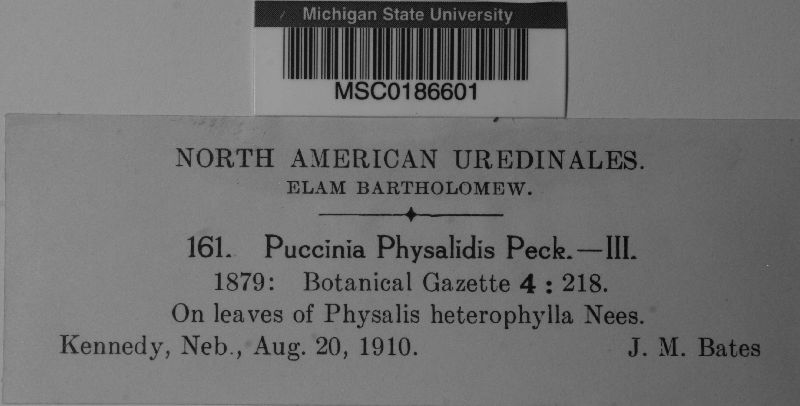 Michigan State University
MSC0186601
NORTH AMERICAN UREDINALES.
ELAM BARTHOLOMEW.
161. Puccinia Physalidis Peck.—III.
1879: Botanical Gazette 4 : 218.
On leaves of Physalis heterophylla Nees.
Kennedy, Neb., Aug. 20, 1910. J. M. Bates